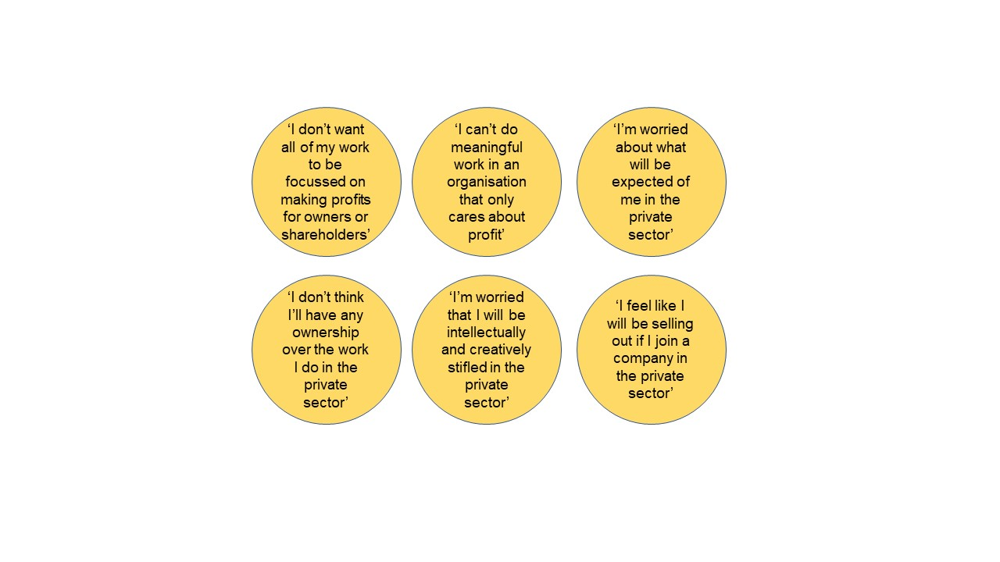 ‘I don’t want
all of my work
to be
focussed on
making profits
for owners or
shareholders’
‘I can’t do
meaningful
work in an
organisation
that only
cares about
profit’
‘I’m worried
about what
will be
expected of
me in the
private
sector’
‘I don’t think
I’ll have any
ownership
over the work
I do in the
private
sector’
‘I’m worried
that I will be
intellectually
and creatively
stifled in the
private
sector’
‘I feel like I
will be selling
out if I join a
company in
the private
sector’